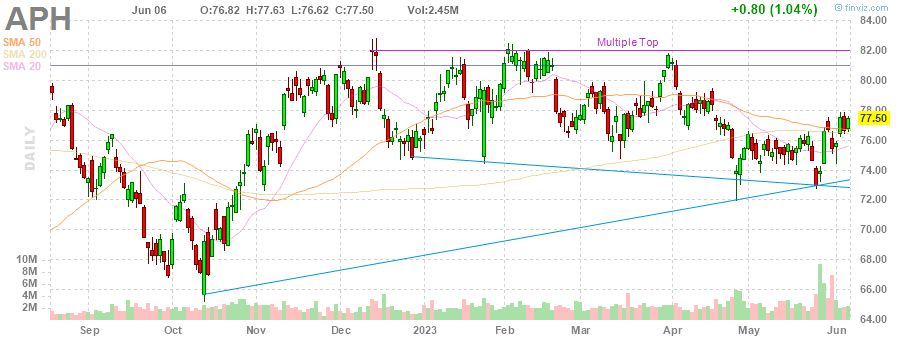 APH Jun 06 O:76.82 H:77.63 L:76.62 C:77.50 Vol:2.45M +0.80 (1.04%) © finviz.com
84.00
SMA 50
SMA 200
SMA 20
Multiple Top
82.00
80.00
78.00
77.50
76.00
74.00
72.00
70.00
68.00
66.00
64.00
DAILY
10M
8M
6M
4M
2M
Sep Oct Nov Dec 2023 Feb Mar Apr May Jun